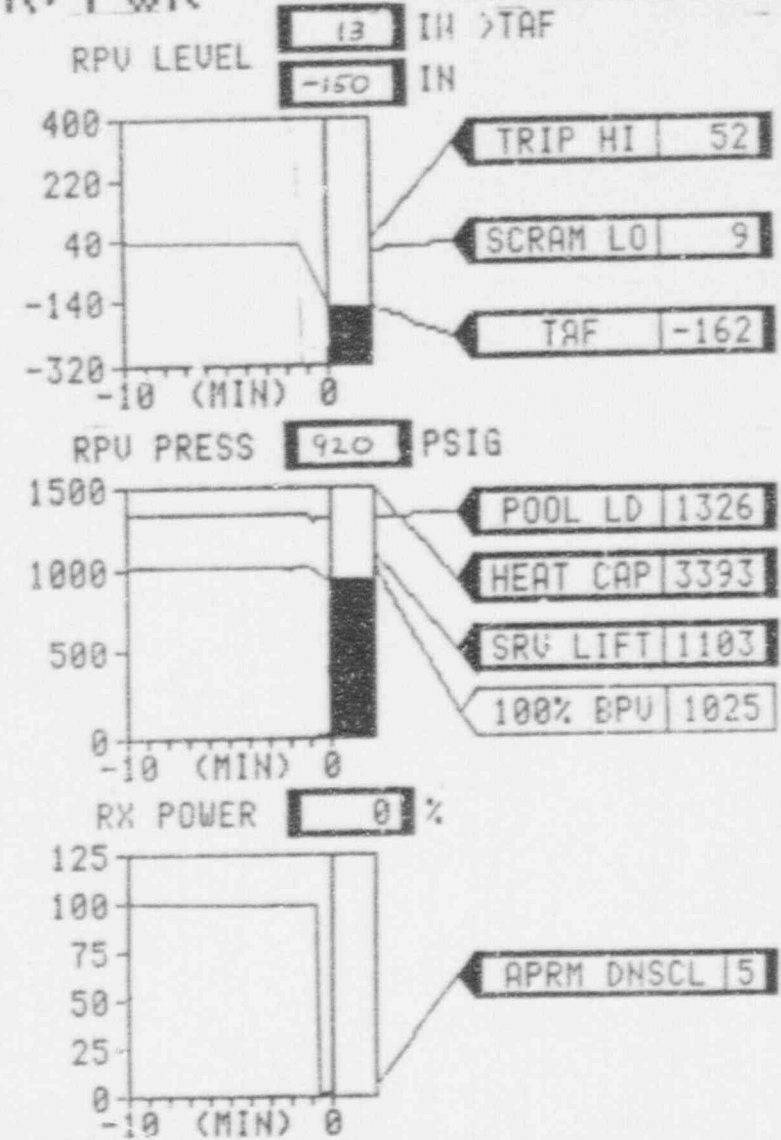 13 IN >TAF
RPV LEVEL
-150 IN
400
220
40
-140
-320
-10 (MIN) 0
TRIP HI 52
SCRAM LO 9
TAF -162
RPV PRESS 920 PSIG
1500
1000
500
0
-10 (MIN) 0
POOL LD 1326
HEAT CAP 3393
SRV LIFT 1103
100% BPV 1025
RX POWER 0 %
125
100
75
50
25
0
-10 (MIN) 0
APRM DNSCL 5